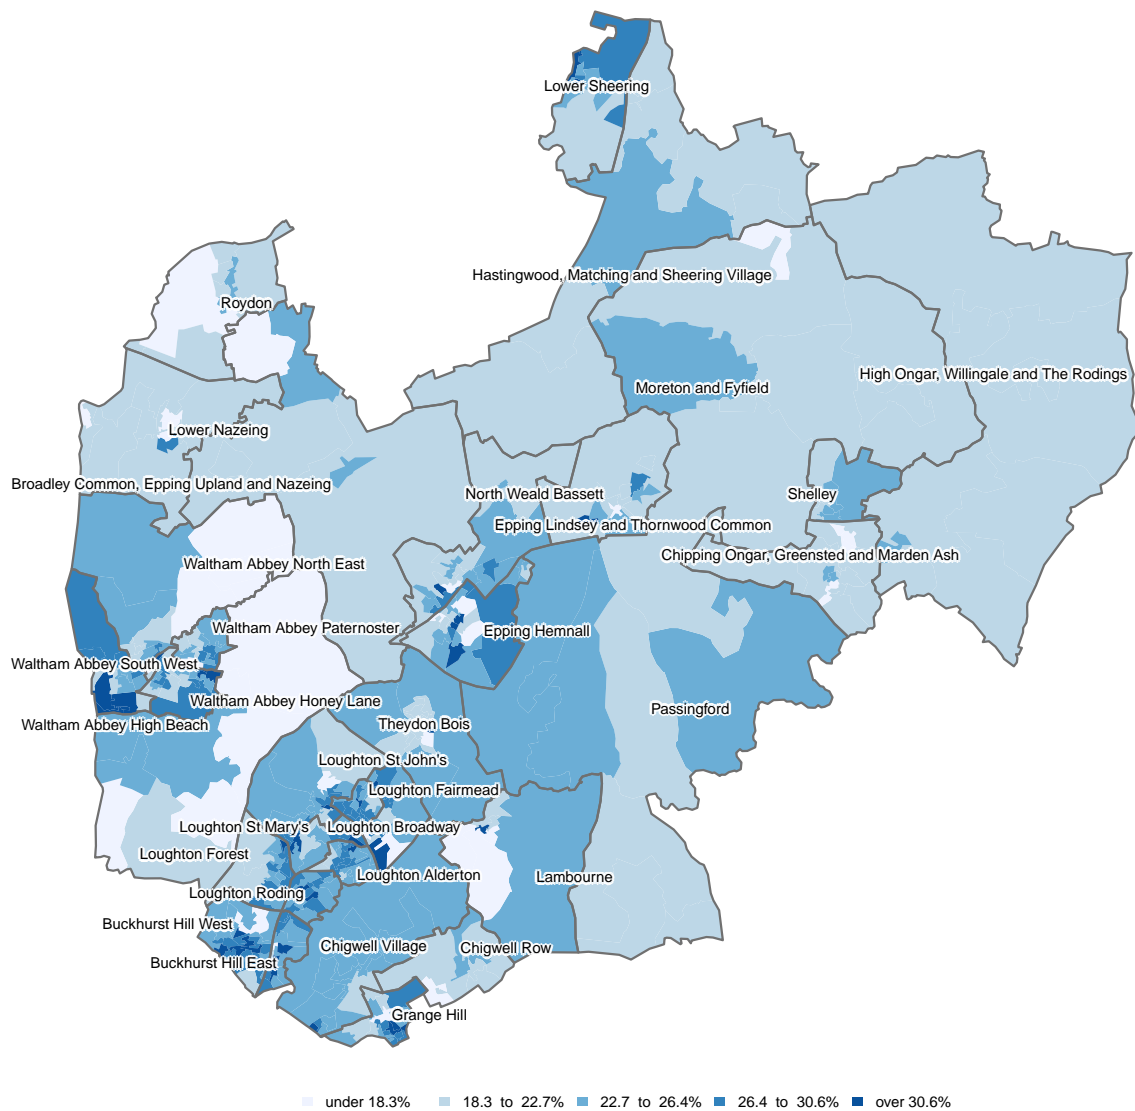 Lower Sheering
Hastingwood, Matching and Sheering Village
Roydon
High Ongar, Willingale and The Rodings
Moreton and Fyfield
Lower Nazeing
Broadley Common, Epping Upland and Nazeing
North Weald Bassett
Shelley
Epping Lindsey and Thornwood Common
Chipping Ongar, Greensted and Marden Ash
Waltham Abbey North East
Waltham Abbey Paternoster
Epping Hemnall
Waltham Abbey South West
Waltham Abbey Honey Lane
Passingford
Waltham Abbey High Beach
Theydon Bois
Loughton St John's
Loughton Fairmead
Loughton St Mary's
Loughton Broadway
Loughton Forest
Loughton Alderton
Lambourne
Loughton Roding
Buckhurst Hill West
Chigwell Village
Chigwell Row
Buckhurst Hill East
Grange Hill
under 18.3% 18.3 to 22.7% 22.7 to 26.4% 26.4 to 30.6% over 30.6%